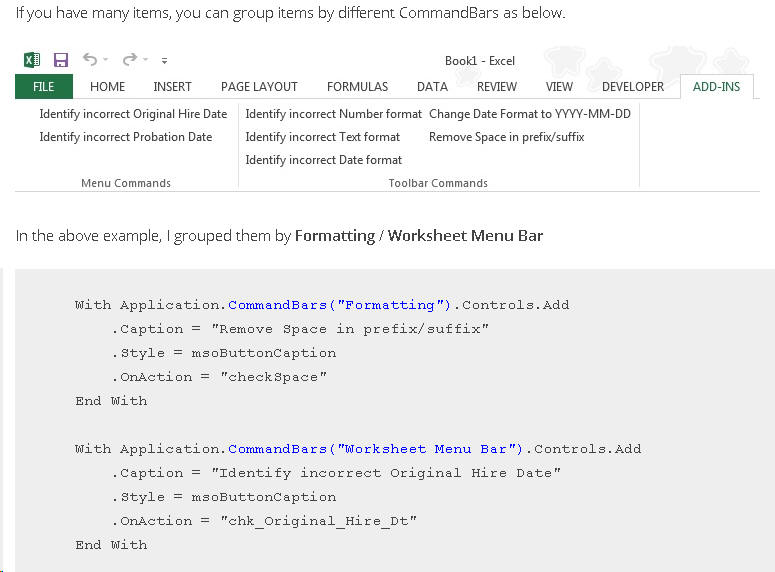 If you have many items, you can group items by different CommandBars as below.
Book1 - Excel
FILE HOME INSERT PAGE LAYOUT FORMULAS DATA REVIEW VIEW DEVELOPER ADD-INS
Identify incorrect Original Hire Date Identify incorrect Number format Change Date Format to YYYY-MM-DD
Identify incorrect Probation Date Identify incorrect Text format Remove Space in prefix/suffix
Identify incorrect Date format
Menu Commands Toolbar Commands
In the above example, I grouped them by Formatting / Worksheet Menu Bar
With Application.CommandBars("Formatting").Controls.Add
.Caption = "Remove Space in prefix/suffix"
.Style = msoButtonCaption
.OnAction = "checkSpace"
End With
With Application.CommandBars("Worksheet Menu Bar").Controls.Add
.Caption = "Identify incorrect Original Hire Date"
.Style = msoButtonCaption
.OnAction = "chk_Original_Hire_Dt"
End With